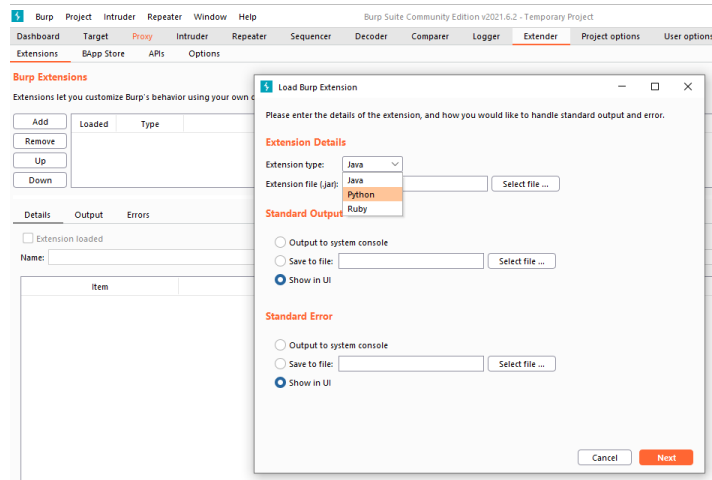 Burp Project Intruder Repeater Window Help Burp Suite Community Edition v2021.6.2 - Temporary Project
Dashboard Target Proxy Intruder Repeater Sequencer Decoder Comparer Logger Extender Project options User options
Extensions BApp Store APIs Options
Burp Extensions
Extensions let you customize Burp's behavior using your own
Add
Remove
Up
Down
Loaded Type
Details Output Errors
Extension loaded
Name:
Item
Load Burp Extension
Please enter the details of the extension, and how you would like to handle standard output and error.
Extension Details
Extension type: Java
Java
Python
Ruby
Extension file (.jar): Select file ...
Standard Output
Output to system console
Save to file: Select file ...
Show in UI
Standard Error
Output to system console
Save to file: Select file ...
Show in UI
Cancel Next